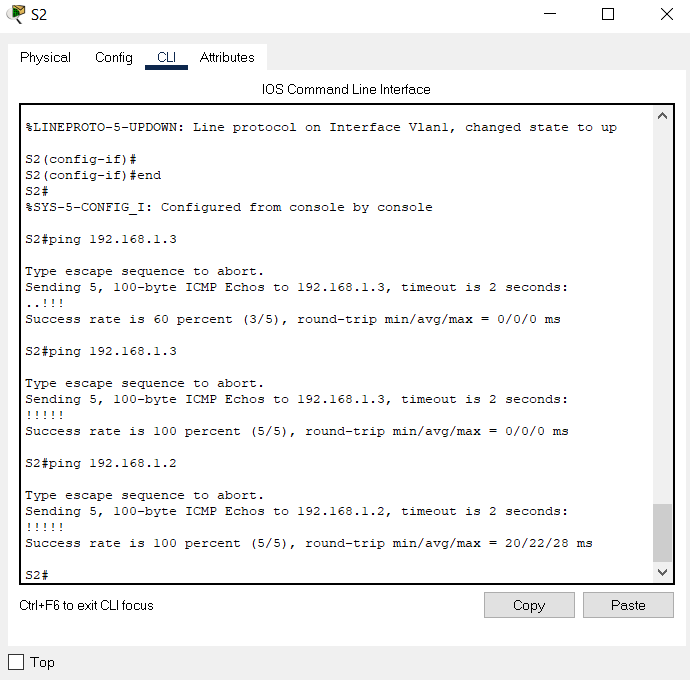 S2
Physical Config CLI Attributes
IOS Command Line Interface
%LINEPROTO-5-UPDOWN: Line protocol on Interface Vlan1, changed state to up
S2(config-if)#
S2(config-if)#end
S2#
%SYS-5-CONFIG_I: Configured from console by console
S2#ping 192.168.1.3
Type escape sequence to abort.
Sending 5, 100-byte ICMP Echos to 192.168.1.3, timeout is 2 seconds:
..!!!
Success rate is 60 percent (3/5), round-trip min/avg/max = 0/0/0 ms
S2#ping 192.168.1.3
Type escape sequence to abort.
Sending 5, 100-byte ICMP Echos to 192.168.1.3, timeout is 2 seconds:
!!!!!
Success rate is 100 percent (5/5), round-trip min/avg/max = 0/0/0 ms
S2#ping 192.168.1.2
Type escape sequence to abort.
Sending 5, 100-byte ICMP Echos to 192.168.1.2, timeout is 2 seconds:
!!!!!
Success rate is 100 percent (5/5), round-trip min/avg/max = 20/22/28 ms
S2#
Ctrl+F6 to exit CLI focus
Copy Paste
Top